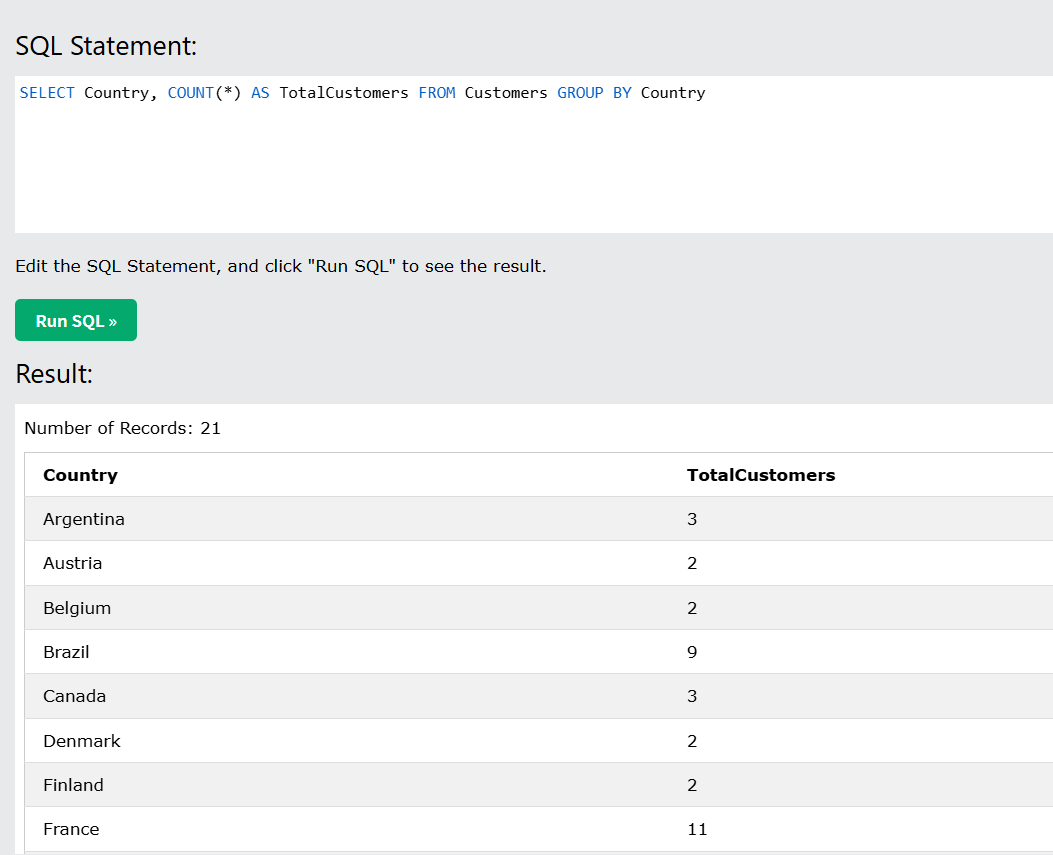 SQL Statement:
SELECT Country, COUNT(*) AS TotalCustomers FROM Customers GROUP BY Country
Edit the SQL Statement, and click "Run SQL" to see the result.
Run SQL »
Result:
Number of Records: 21
Country TotalCustomers
Argentina 3
Austria 2
Belgium 2
Brazil 9
Canada 3
Denmark 2
Finland 2
France 11